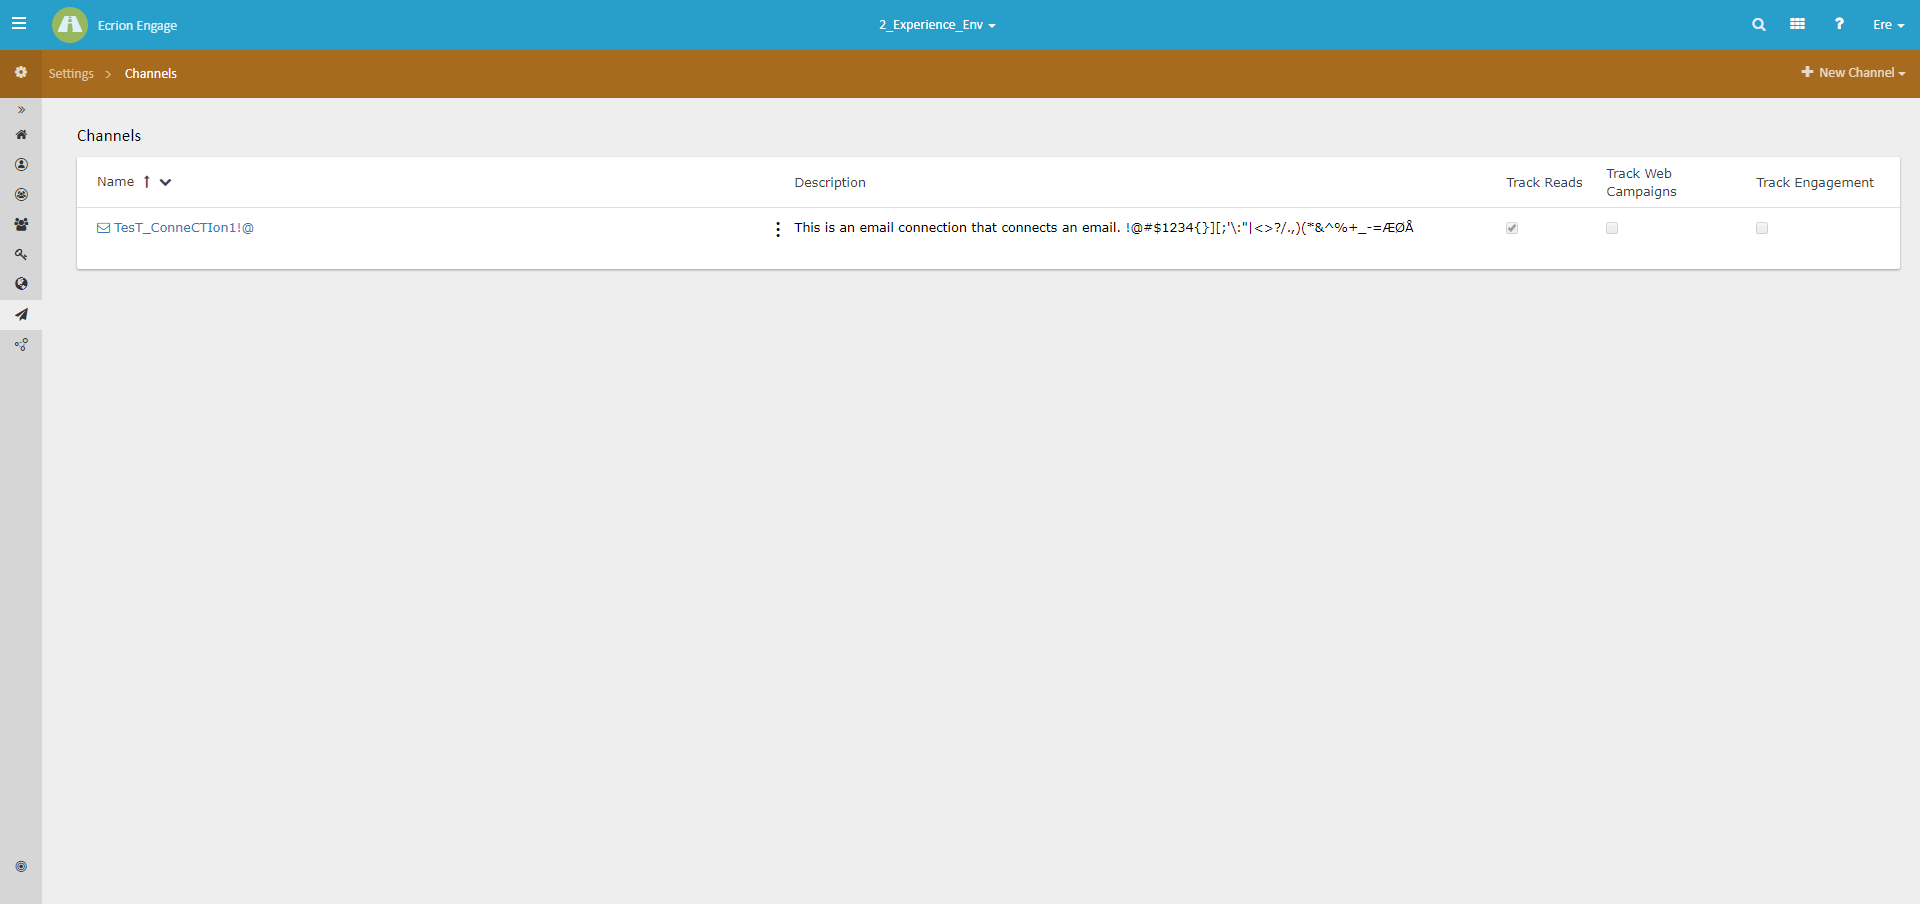 Ecrion Engage
2_Experience_Env
?
Ere
Settings > Channels
New Channel
Channels
Name
Description
Track Reads
Track Web
Campaigns
Track Engagement
TesT_ConneCTIon1!@
This is an email connection that connects an email. !@#$1234{}][;'\:"|<>?/.,)(*&^%+_-=ÆØÅ